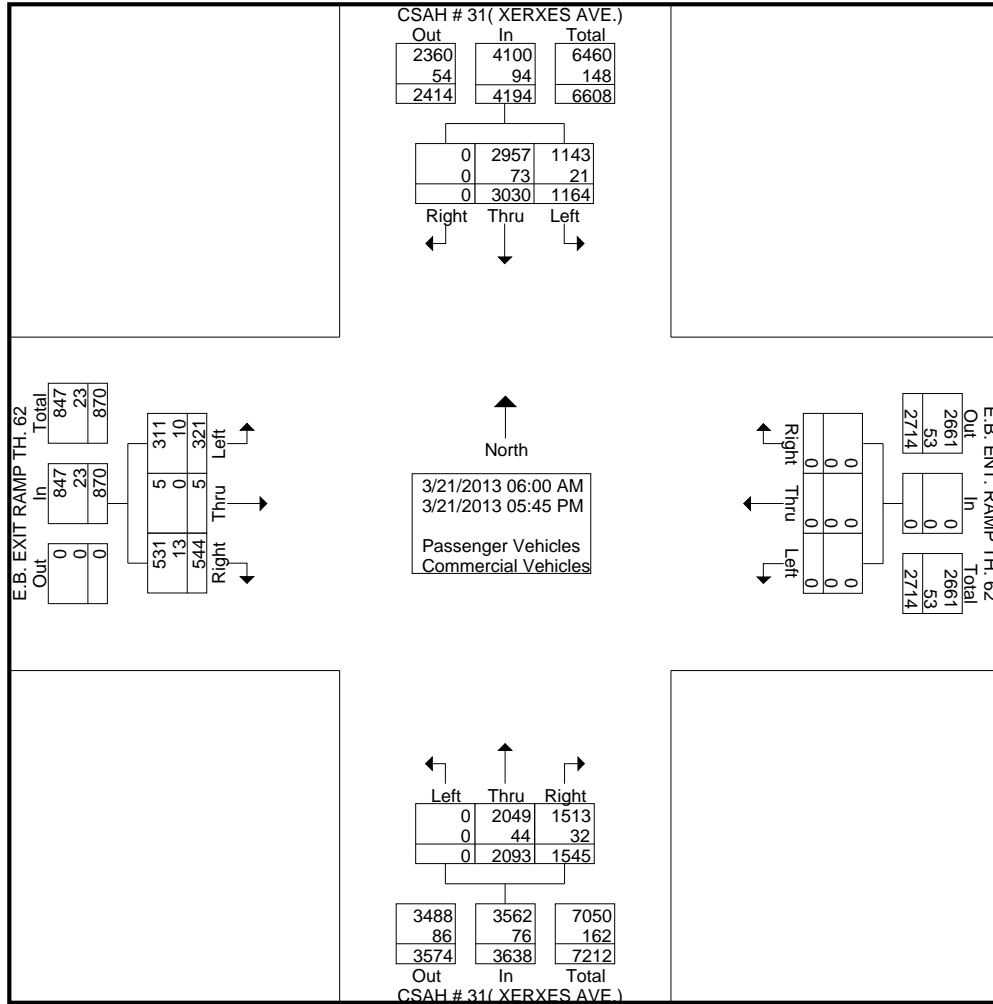 CSAH # 31( XERXES AVE.)
Out In Total
2360 4100 6460
54 94 148
2414 4194 6608
0 2957 1143
0 73 21
0 3030 1164
Right Thru Left
E.B. EXIT RAMP TH. 62
Total In Out
847 847 0
23 23 0
870 870 0
311 5 531
10 0 13
321 5 544
Left Thru Right
North
3/21/2013 06:00 AM
3/21/2013 05:45 PM
Passenger Vehicles
Commercial Vehicles
E.B. ENT. RAMP TH. 62
Out In Total
2661 0 2661
53 0 53
2714 0 2714
Right Thru Left
0 0 0
0 0 0
0 0 0
Left Thru Right
0 2049 1513
0 44 32
0 2093 1545
3488 3562 7050
86 76 162
3574 3638 7212
Out In Total
CSAH # 31( XERXES AVE.)